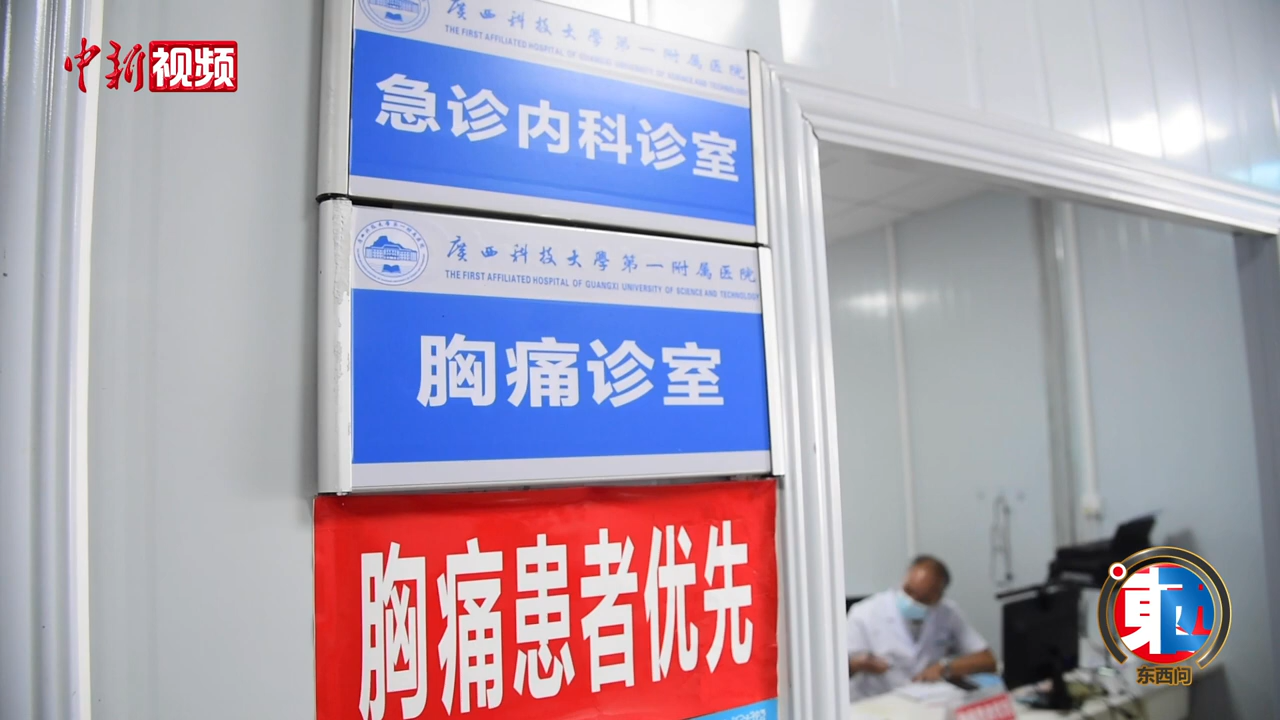 中新视频
广西科技大学第一附属医院
THE FIRST AFFILIATED HOSPITAL OF GUANGXI UNIVERSITY OF SCIENCE AND TECHNOLOGY
急诊内科诊室
广西科技大学第一附属医院
THE FIRST AFFILIATED HOSPITAL OF GUANGXI UNIVERSITY OF SCIENCE AND TECHNOLOGY
胸痛诊室
胸痛患者优先
東
东西问